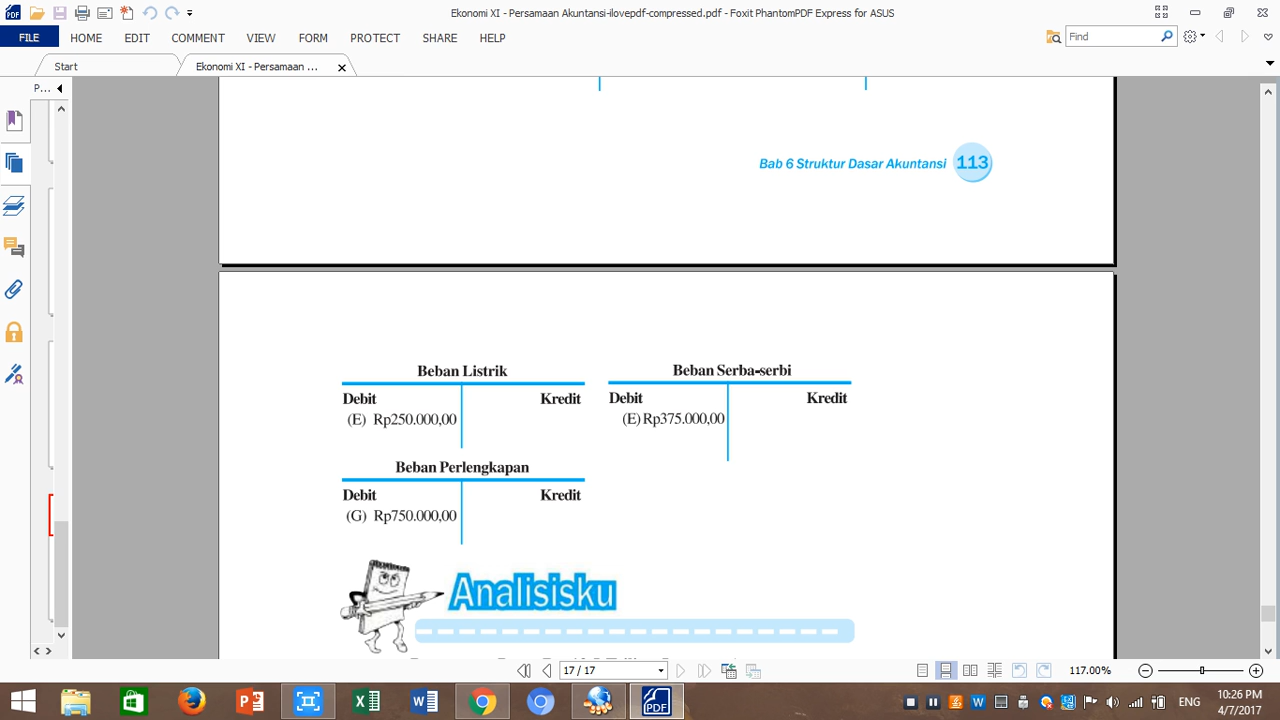 Ekonomi XI - Persamaan Akuntansi-ilovepdf-compressed.pdf - Foxit PhantomPDF Express for ASUS
FILE HOME EDIT COMMENT VIEW FORM PROTECT SHARE HELP
Find
Start
Ekonomi XI - Persamaan ...
P...
Bab 6 Struktur Dasar Akuntansi 113
Beban Listrik
Debit Kredit
(E) Rp250.000,00
Beban Serba-serbi
Debit Kredit
(E) Rp375.000,00
Beban Perlengkapan
Debit Kredit
(G) Rp750.000,00
Analisisku
17 / 17
117.00%
ENG
10:26 PM
4/7/2017